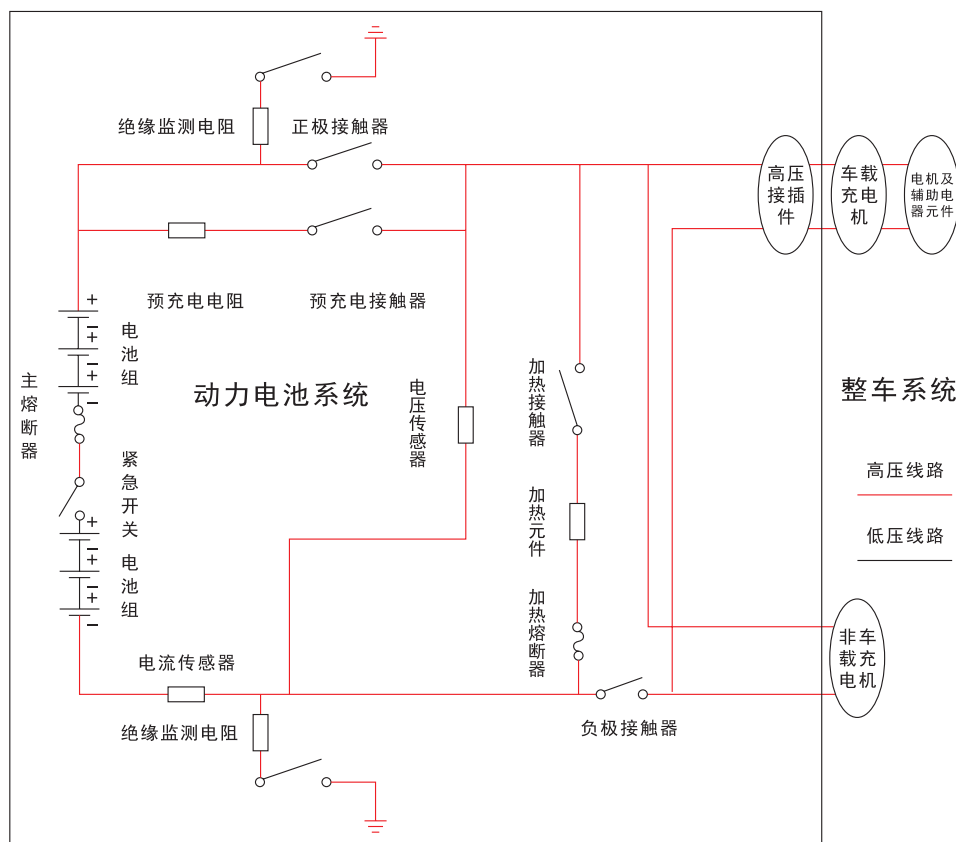 绝缘监测电阻
正极接触器
高压
接插
件
车载
充电
机
电机及
辅助电
器元件
预充电电阻
预充电接触器
+
−
+
−
+
−
电池组
主熔断器
动力电池系统
电压传感器
加热接触器
整车系统
紧急开关
高压线路
加热元件
低压线路
+
−
+
−
+
−
电池组
加热熔断器
非车
载充
电机
电流传感器
绝缘监测电阻
负极接触器